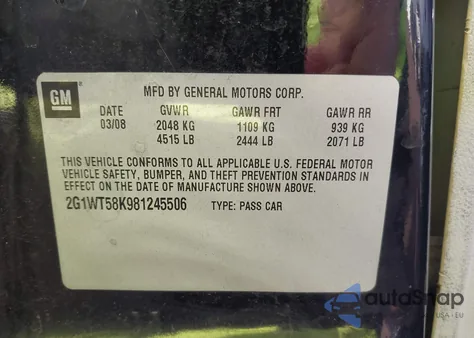 GM
MFD BY GENERAL MOTORS CORP.
DATE GVWR GAWR FRT GAWR RR
03/08 2048 KG 1109 KG 939 KG
4515 LB 2444 LB 2071 LB
THIS VEHICLE CONFORMS TO ALL APPLICABLE U.S. FEDERAL MOTOR
VEHICLE SAFETY, BUMPER, AND THEFT PREVENTION STANDARDS IN
EFFECT ON THE DATE OF MANUFACTURE SHOWN ABOVE.
2G1WT58K981245506 TYPE: PASS CAR
autoSnap
USA - EU